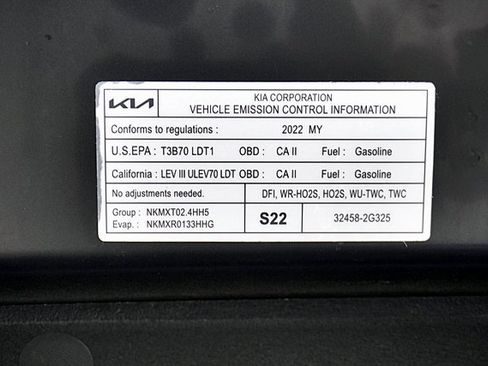 KIA
KIA CORPORATION
VEHICLE EMISSION CONTROL INFORMATION
Conforms to regulations : 2022 MY
U.S.EPA : T3B70 LDT1 OBD : CA II Fuel : Gasoline
California : LEV III ULEV70 LDT OBD : CA II Fuel : Gasoline
No adjustments needed. DFI, WR-HO2S, HO2S, WU-TWC, TWC
Group : NKMXT02.4HH5
Evap. : NKMXR0133HHG
S22
32458-2G325